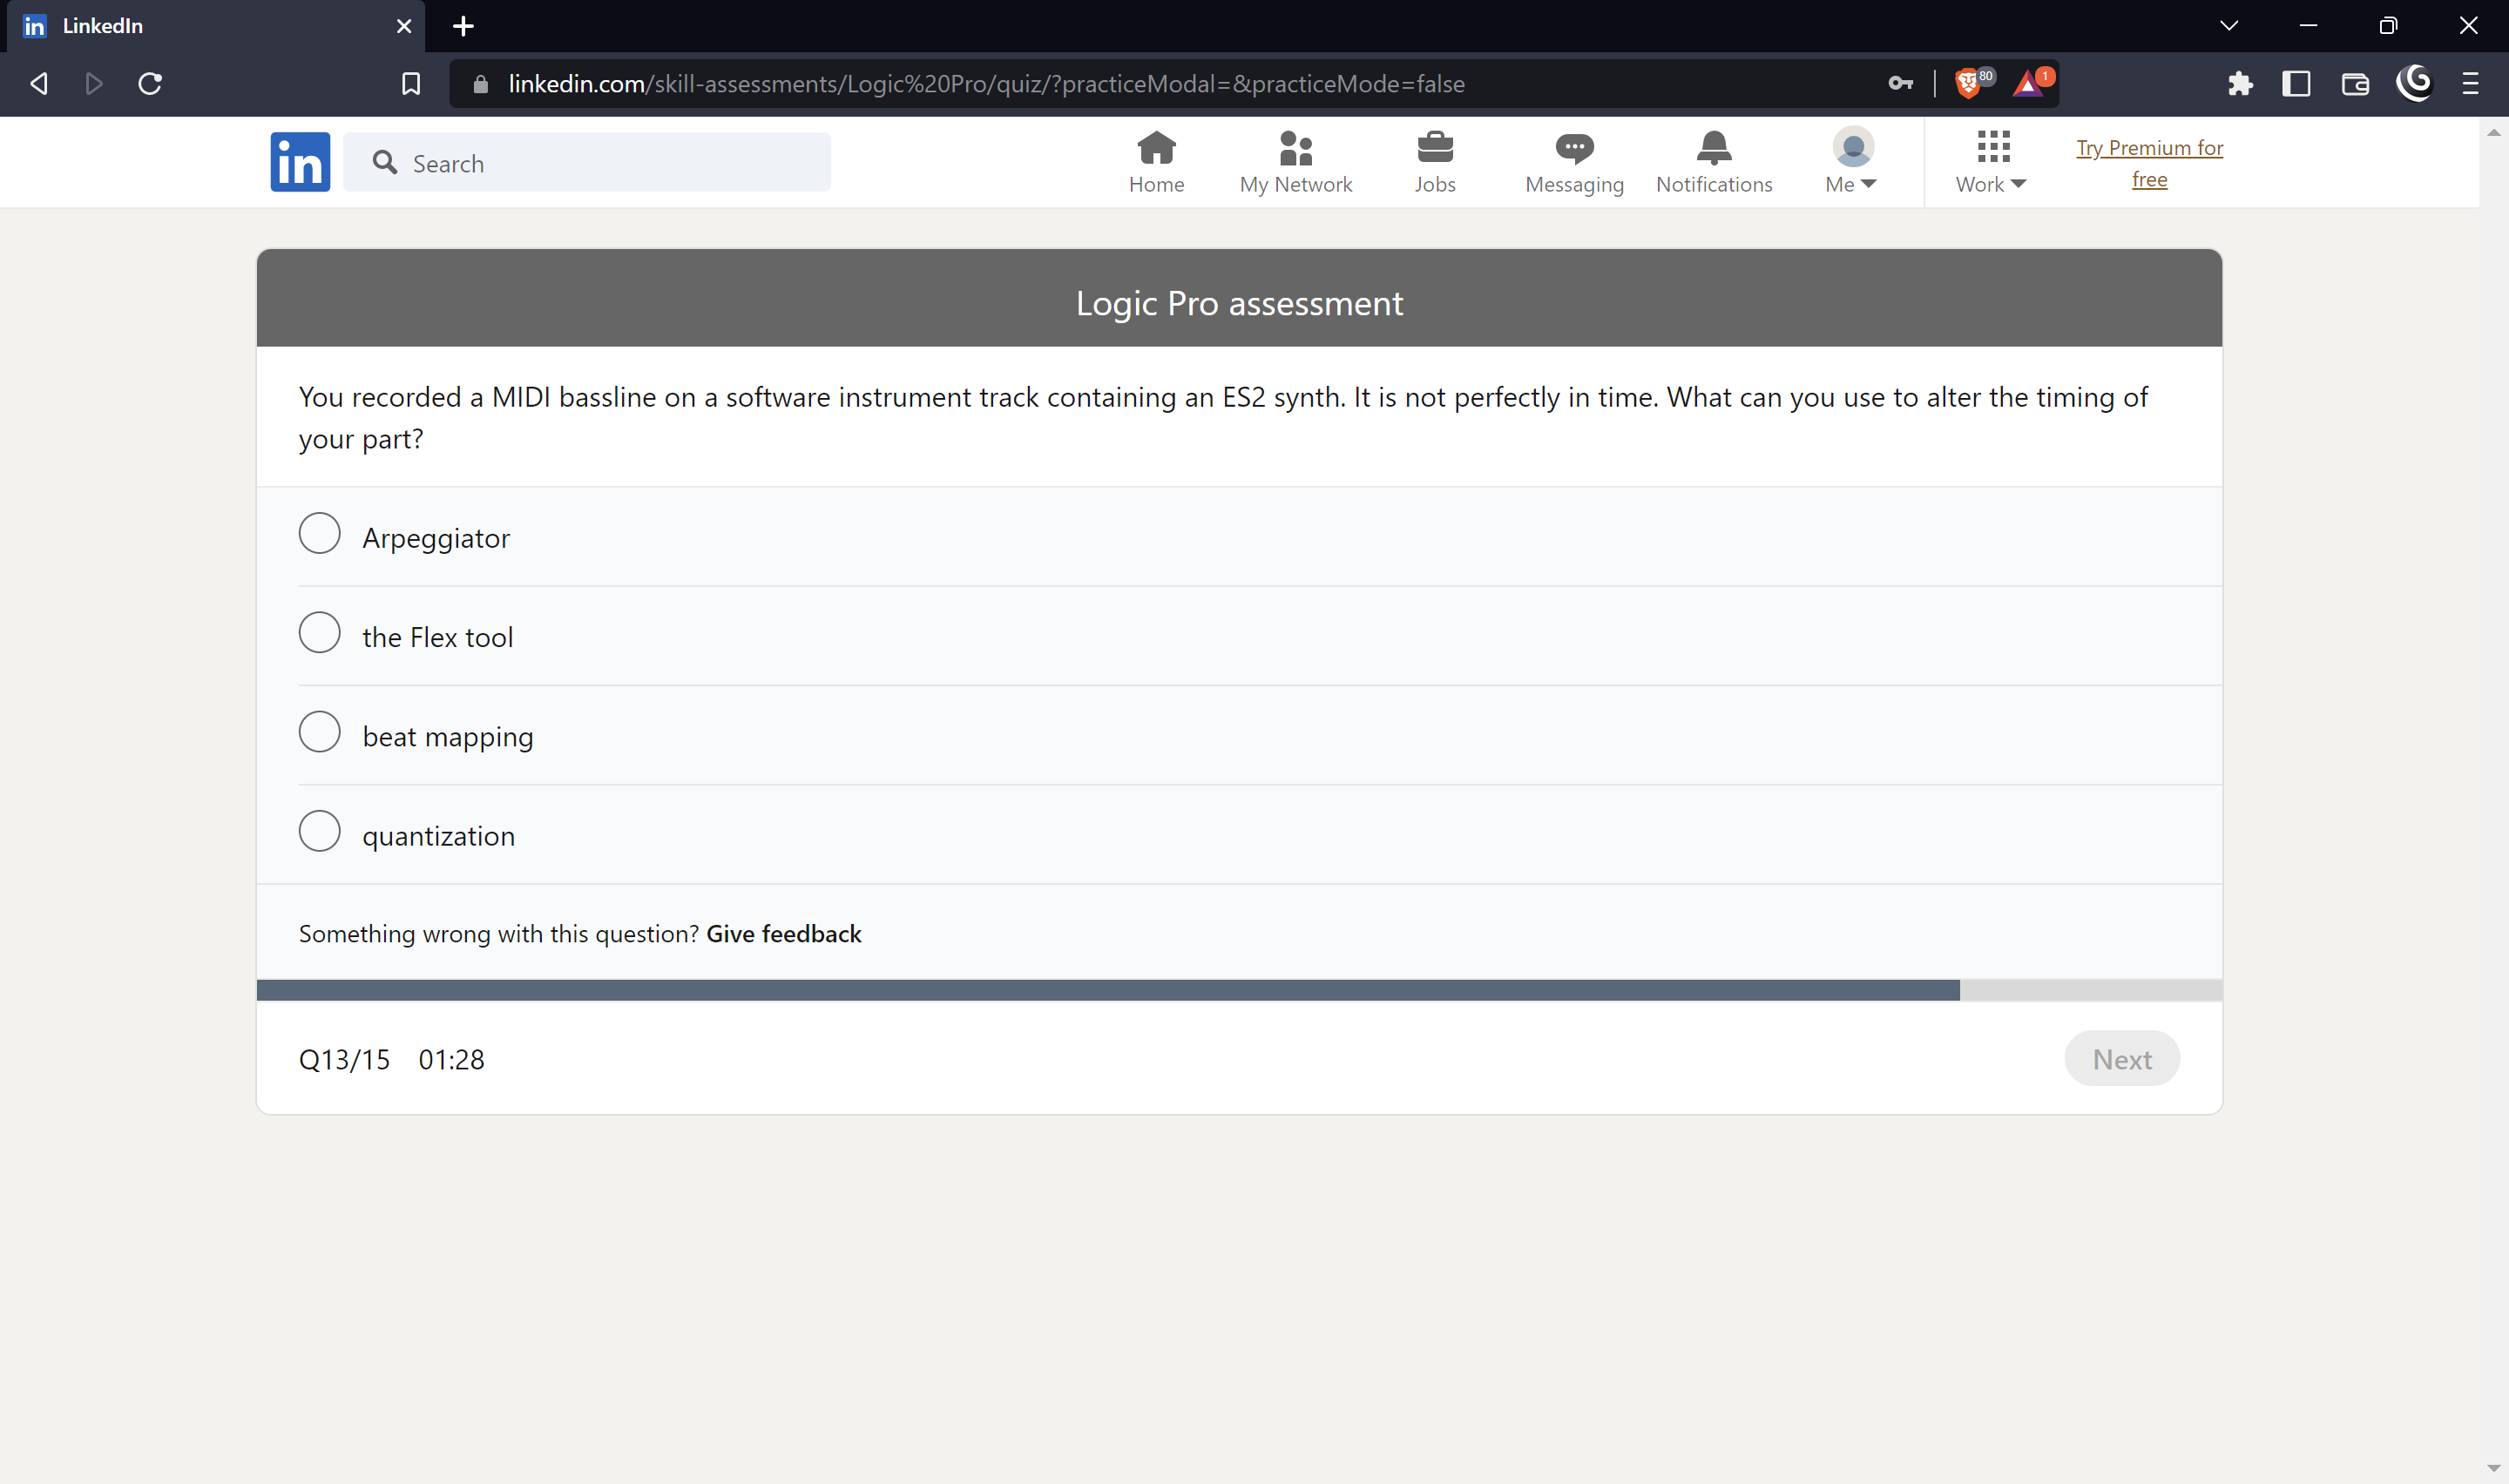 LinkedIn
linkedin.com/skill-assessments/Logic%20Pro/quiz/?practiceModal=&practiceMode=false
80
1
in
Search
Home
My Network
Jobs
Messaging
Notifications
Me
Work
Try Premium for
free
Logic Pro assessment
You recorded a MIDI bassline on a software instrument track containing an ES2 synth. It is not perfectly in time. What can you use to alter the timing of
your part?
Arpeggiator
the Flex tool
beat mapping
quantization
Something wrong with this question? Give feedback
Q13/15 01:28
Next